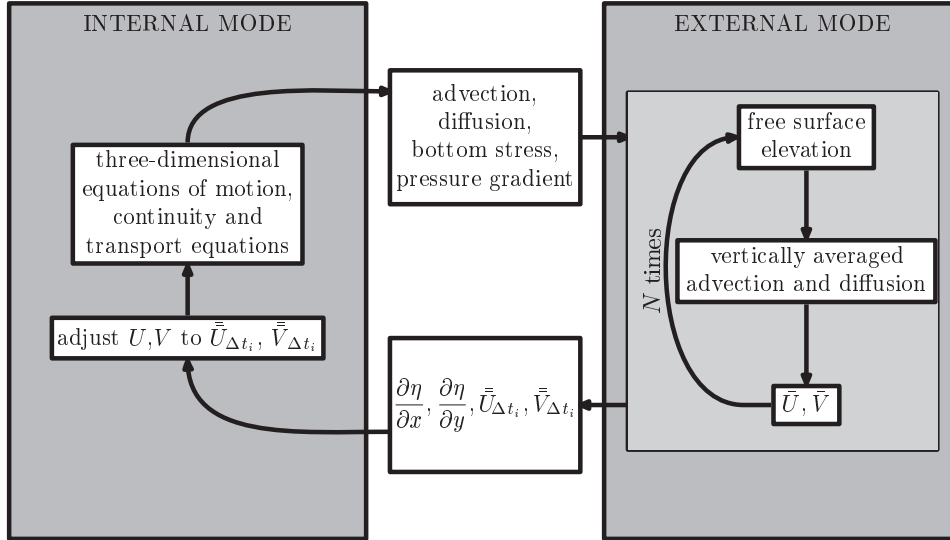 INTERNAL MODE
three-dimensional
equations of motion,
continuity and
transport equations
adjust U,V to Ū̄_{Δt_i}, V̄̄_{Δt_i}
advection,
diffusion,
bottom stress,
pressure gradient
∂η/∂x, ∂η/∂y, Ū̄_{Δt_i}, V̄̄_{Δt_i}
EXTERNAL MODE
free surface
elevation
vertically averaged
advection and diffusion
Ū, V̄
N times